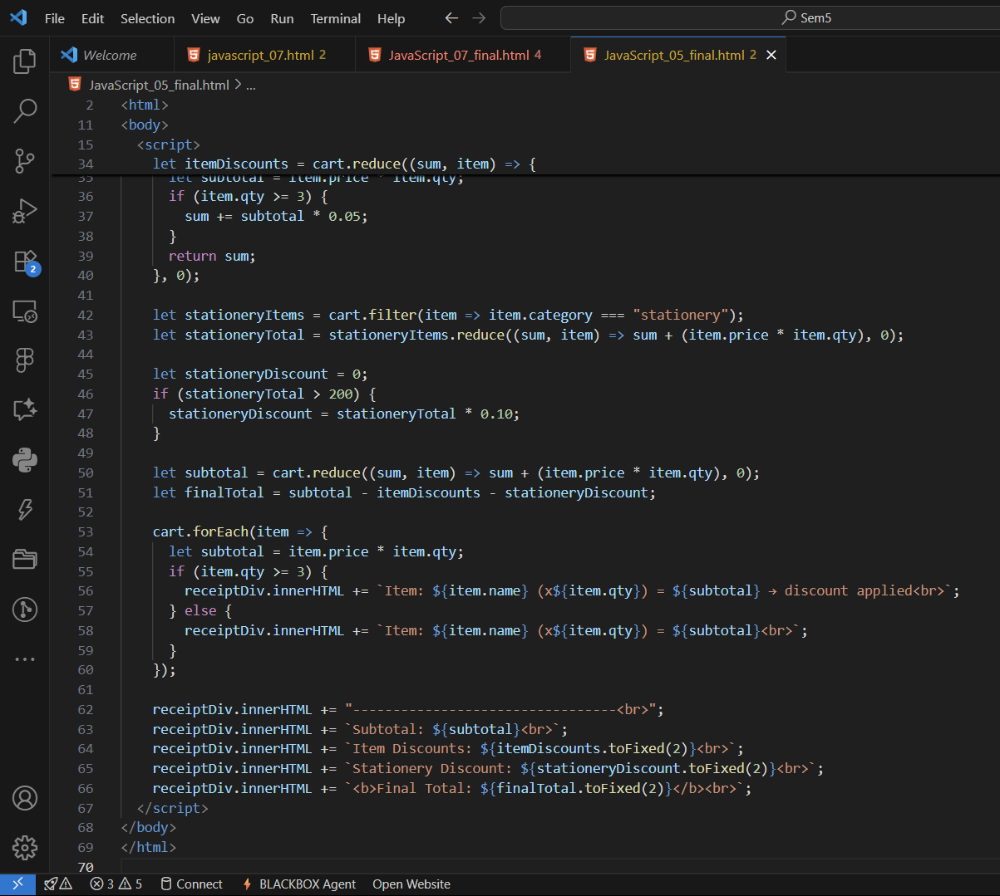 File Edit Selection View Go Run Terminal Help
Sem5
Welcome
javascript_07.html 2
JavaScript_07_final.html 4
JavaScript_05_final.html 2
JavaScript_05_final.html > ...
2 <html>
11 <body>
15 <script>
34 let itemDiscounts = cart.reduce((sum, item) => {
35 let subtotal = item.price * item.qty;
36 if (item.qty >= 3) {
37 sum += subtotal * 0.05;
38 }
39 return sum;
40 }, 0);
41
42 let stationeryItems = cart.filter(item => item.category === "stationery");
43 let stationeryTotal = stationeryItems.reduce((sum, item) => sum + (item.price * item.qty), 0);
44
45 let stationeryDiscount = 0;
46 if (stationeryTotal > 200) {
47 stationeryDiscount = stationeryTotal * 0.10;
48 }
49
50 let subtotal = cart.reduce((sum, item) => sum + (item.price * item.qty), 0);
51 let finalTotal = subtotal - itemDiscounts - stationeryDiscount;
52
53 cart.forEach(item => {
54 let subtotal = item.price * item.qty;
55 if (item.qty >= 3) {
56 receiptDiv.innerHTML += `Item: ${item.name} (x${item.qty}) = ${subtotal} → discount applied<br>`;
57 } else {
58 receiptDiv.innerHTML += `Item: ${item.name} (x${item.qty}) = ${subtotal}<br>`;
59 }
60 });
61
62 receiptDiv.innerHTML += "---------------------------------<br>";
63 receiptDiv.innerHTML += `Subtotal: ${subtotal}<br>`;
64 receiptDiv.innerHTML += `Item Discounts: ${itemDiscounts.toFixed(2)}<br>`;
65 receiptDiv.innerHTML += `Stationery Discount: ${stationeryDiscount.toFixed(2)}<br>`;
66 receiptDiv.innerHTML += `<b>Final Total: ${finalTotal.toFixed(2)}</b><br>`;
67 </script>
68 </body>
69 </html>
70
2
3 5 Connect BLACKBOX Agent Open Website